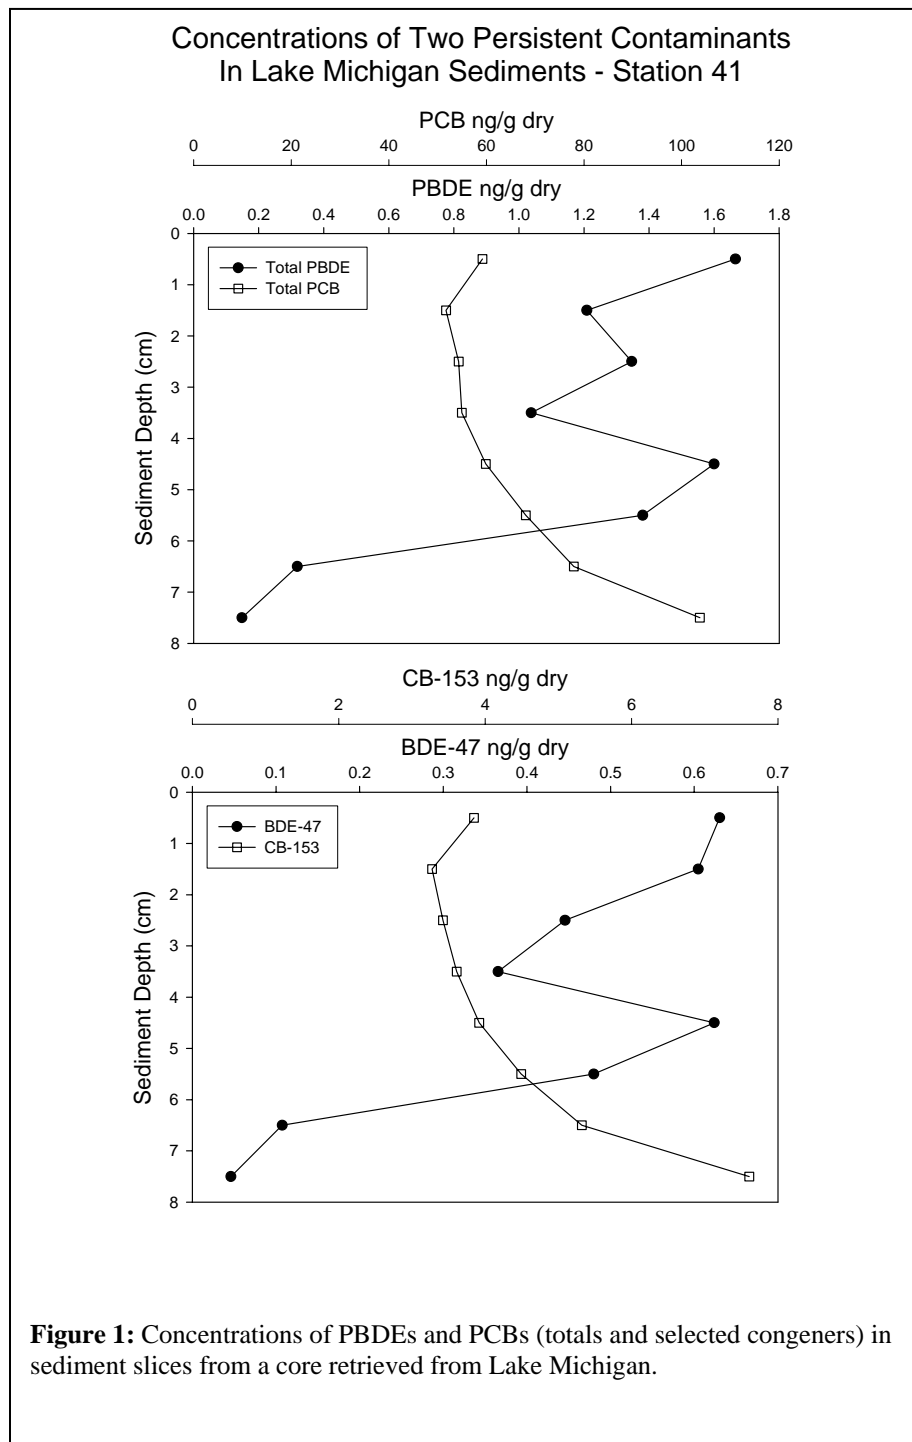 Concentrations of Two Persistent Contaminants
In Lake Michigan Sediments - Station 41
PCB ng/g dry
0 20 40 60 80 100 120
PBDE ng/g dry
0.0 0.2 0.4 0.6 0.8 1.0 1.2 1.4 1.6 1.8
Sediment Depth (cm)
0
1
2
3
4
5
6
7
8
Total PBDE
Total PCB
CB-153 ng/g dry
0 2 4 6 8
BDE-47 ng/g dry
0.0 0.1 0.2 0.3 0.4 0.5 0.6 0.7
Sediment Depth (cm)
0
1
2
3
4
5
6
7
8
BDE-47
CB-153
Figure 1: Concentrations of PBDEs and PCBs (totals and selected congeners) in
sediment slices from a core retrieved from Lake Michigan.